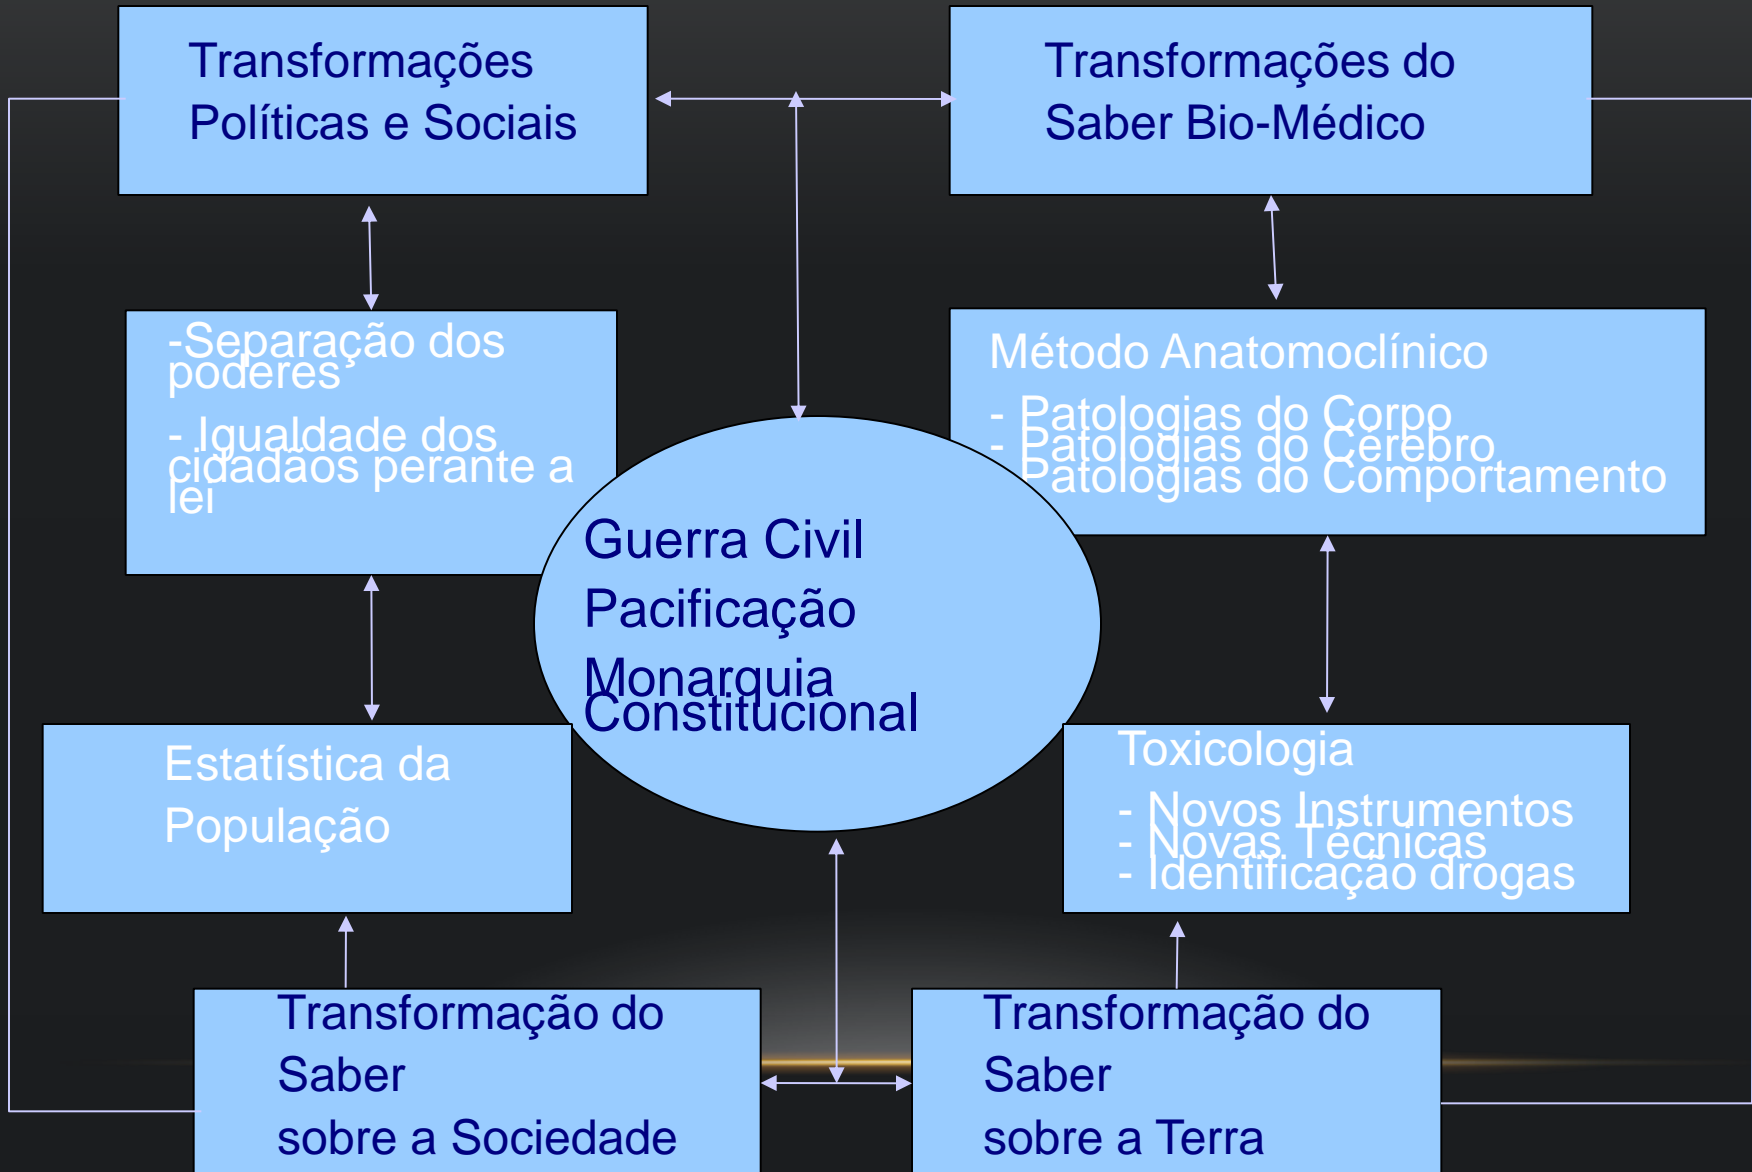 Transformações
Políticas e Sociais
Transformações do
Saber Bio-Médico
-Separação dos
poderes
- Igualdade dos
cidadãos perante a
lei
Método Anatomoclínico
- Patologias do Corpo
- Patologias do Cérebro
Patologias do Comportamento
Guerra Civil
Pacificação
Monarquia
Constitucional
Estatística da
População
Toxicologia
- Novos Instrumentos
- Novas Técnicas
- Identificação drogas
Transformação do
Saber
sobre a Sociedade
Transformação do
Saber
sobre a Terra